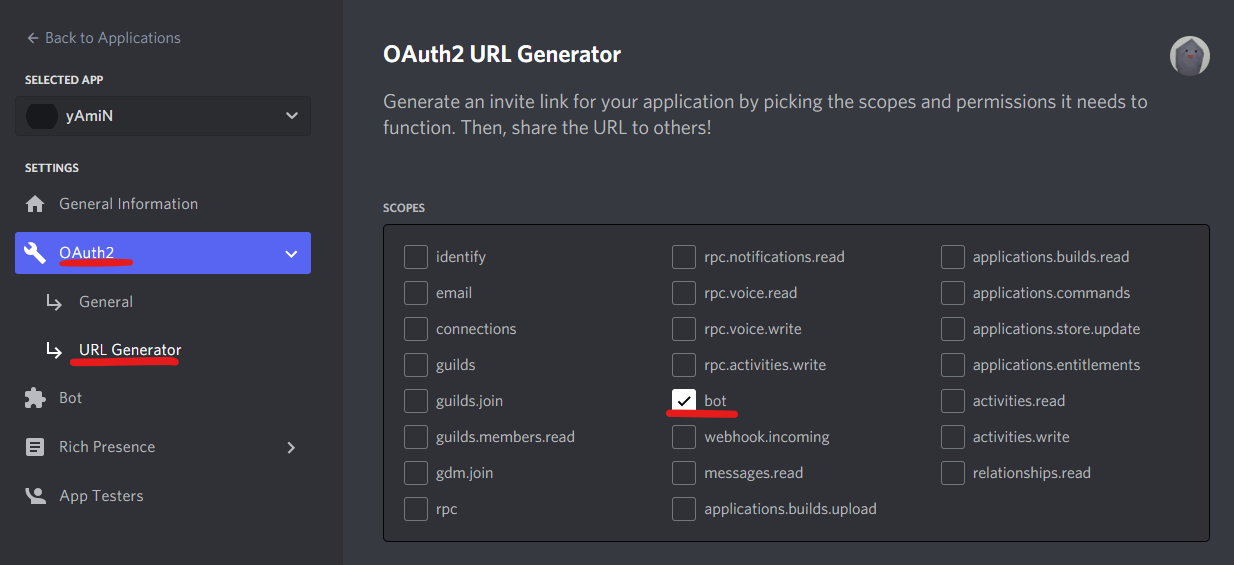 ← Back to Applications
SELECTED APP
yAmiN
SETTINGS
General Information
OAuth2
General
URL Generator
Bot
Rich Presence
App Testers
OAuth2 URL Generator
Generate an invite link for your application by picking the scopes and permissions it needs to
function. Then, share the URL to others!
SCOPES
identify
email
connections
guilds
guilds.join
guilds.members.read
gdm.join
rpc
rpc.notifications.read
rpc.voice.read
rpc.voice.write
rpc.activities.write
bot
webhook.incoming
messages.read
applications.builds.upload
applications.builds.read
applications.commands
applications.store.update
applications.entitlements
activities.read
activities.write
relationships.read